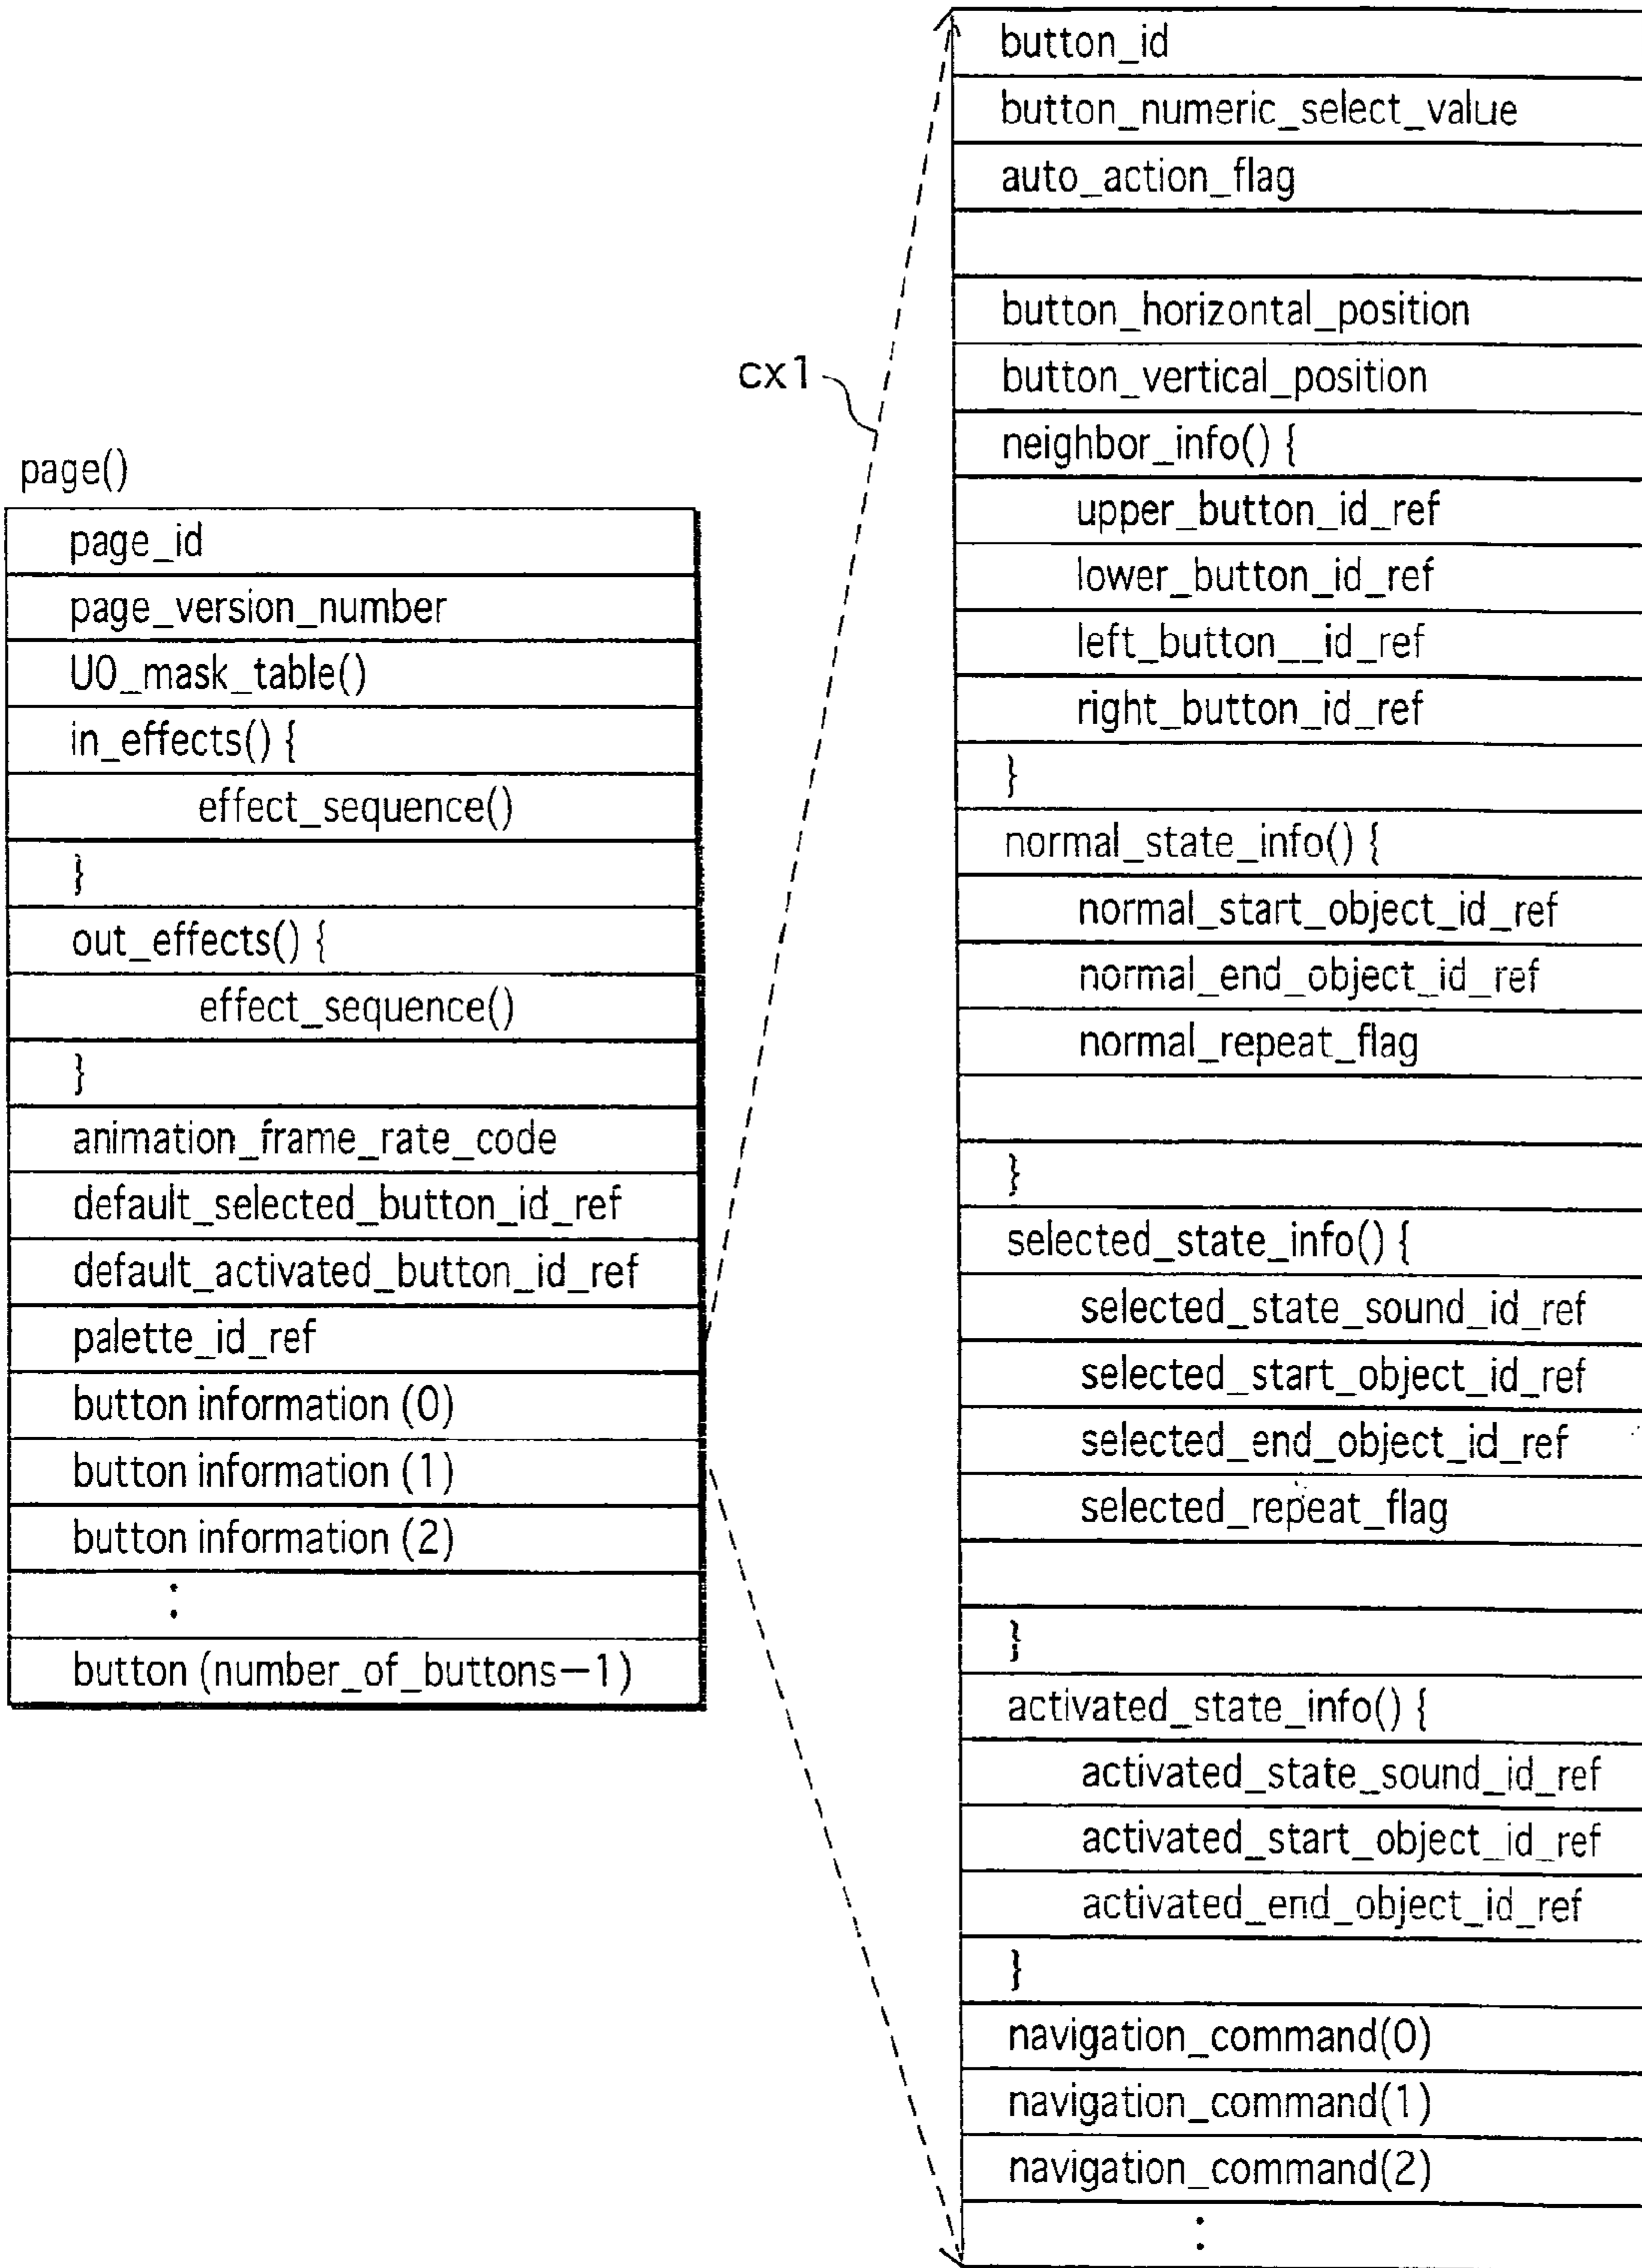 page()
page_id
page_version_number
UO_mask_table()
in_effects() {
effect_sequence()
}
out_effects() {
effect_sequence()
}
animation_frame_rate_code
default_selected_button_id_ref
default_activated_button_id_ref
palette_id_ref
button information (0)
button information (1)
button information (2)
:
button (number_of_buttons−1)
cx1
button_id
button_numeric_select_value
auto_action_flag
button_horizontal_position
button_vertical_position
neighbor_info() {
upper_button_id_ref
lower_button_id_ref
left_button__id_ref
right_button_id_ref
}
normal_state_info() {
normal_start_object_id_ref
normal_end_object_id_ref
normal_repeat_flag
}
selected_state_info() {
selected_state_sound_id_ref
selected_start_object_id_ref
selected_end_object_id_ref
selected_repeat_flag
}
activated_state_info() {
activated_state_sound_id_ref
activated_start_object_id_ref
activated_end_object_id_ref
}
navigation_command(0)
navigation_command(1)
navigation_command(2)
: